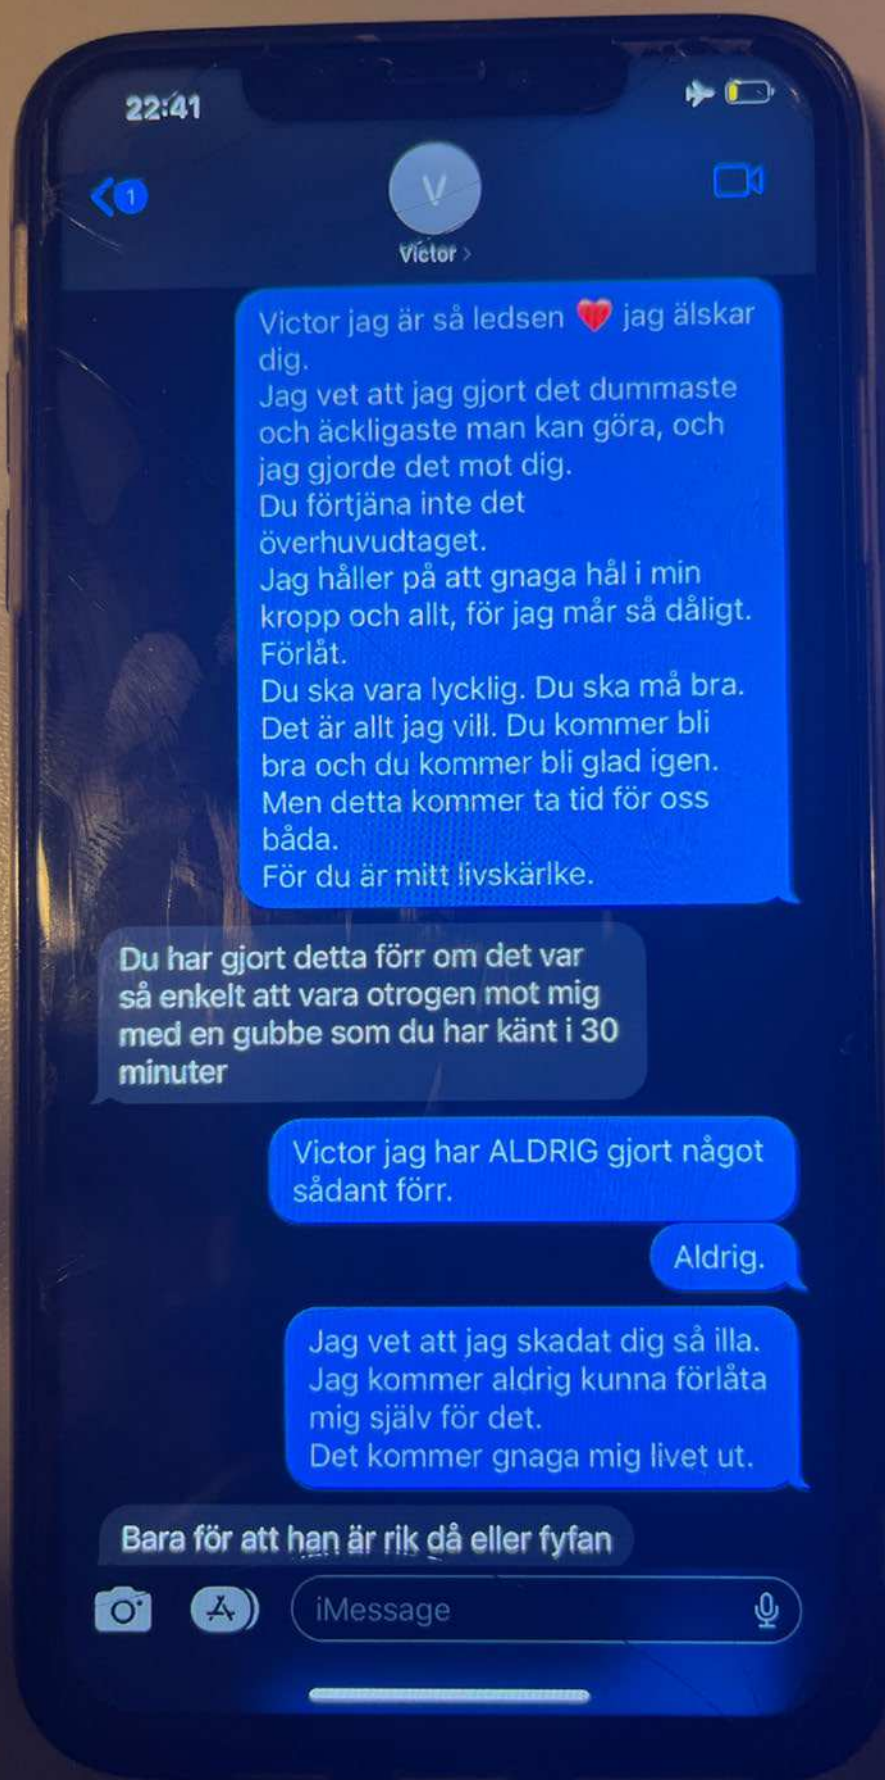 22:41
1
V
Victor >
Victor jag är så ledsen ❤️ jag älskar
dig.
Jag vet att jag gjort det dummaste
och äckligaste man kan göra, och
jag gjorde det mot dig.
Du förtjäna inte det
överhuvudtaget.
Jag håller på att gnaga hål i min
kropp och allt, för jag mår så dåligt.
Förlåt.
Du ska vara lycklig. Du ska må bra.
Det är allt jag vill. Du kommer bli
bra och du kommer bli glad igen.
Men detta kommer ta tid för oss
båda.
För du är mitt livskärlke.
Du har gjort detta förr om det var
så enkelt att vara otrogen mot mig
med en gubbe som du har känt i 30
minuter
Victor jag har ALDRIG gjort något
sådant förr.
Aldrig.
Jag vet att jag skadat dig så illa.
Jag kommer aldrig kunna förlåta
mig själv för det.
Det kommer gnaga mig livet ut.
Bara för att han är rik då eller fyfan
iMessage